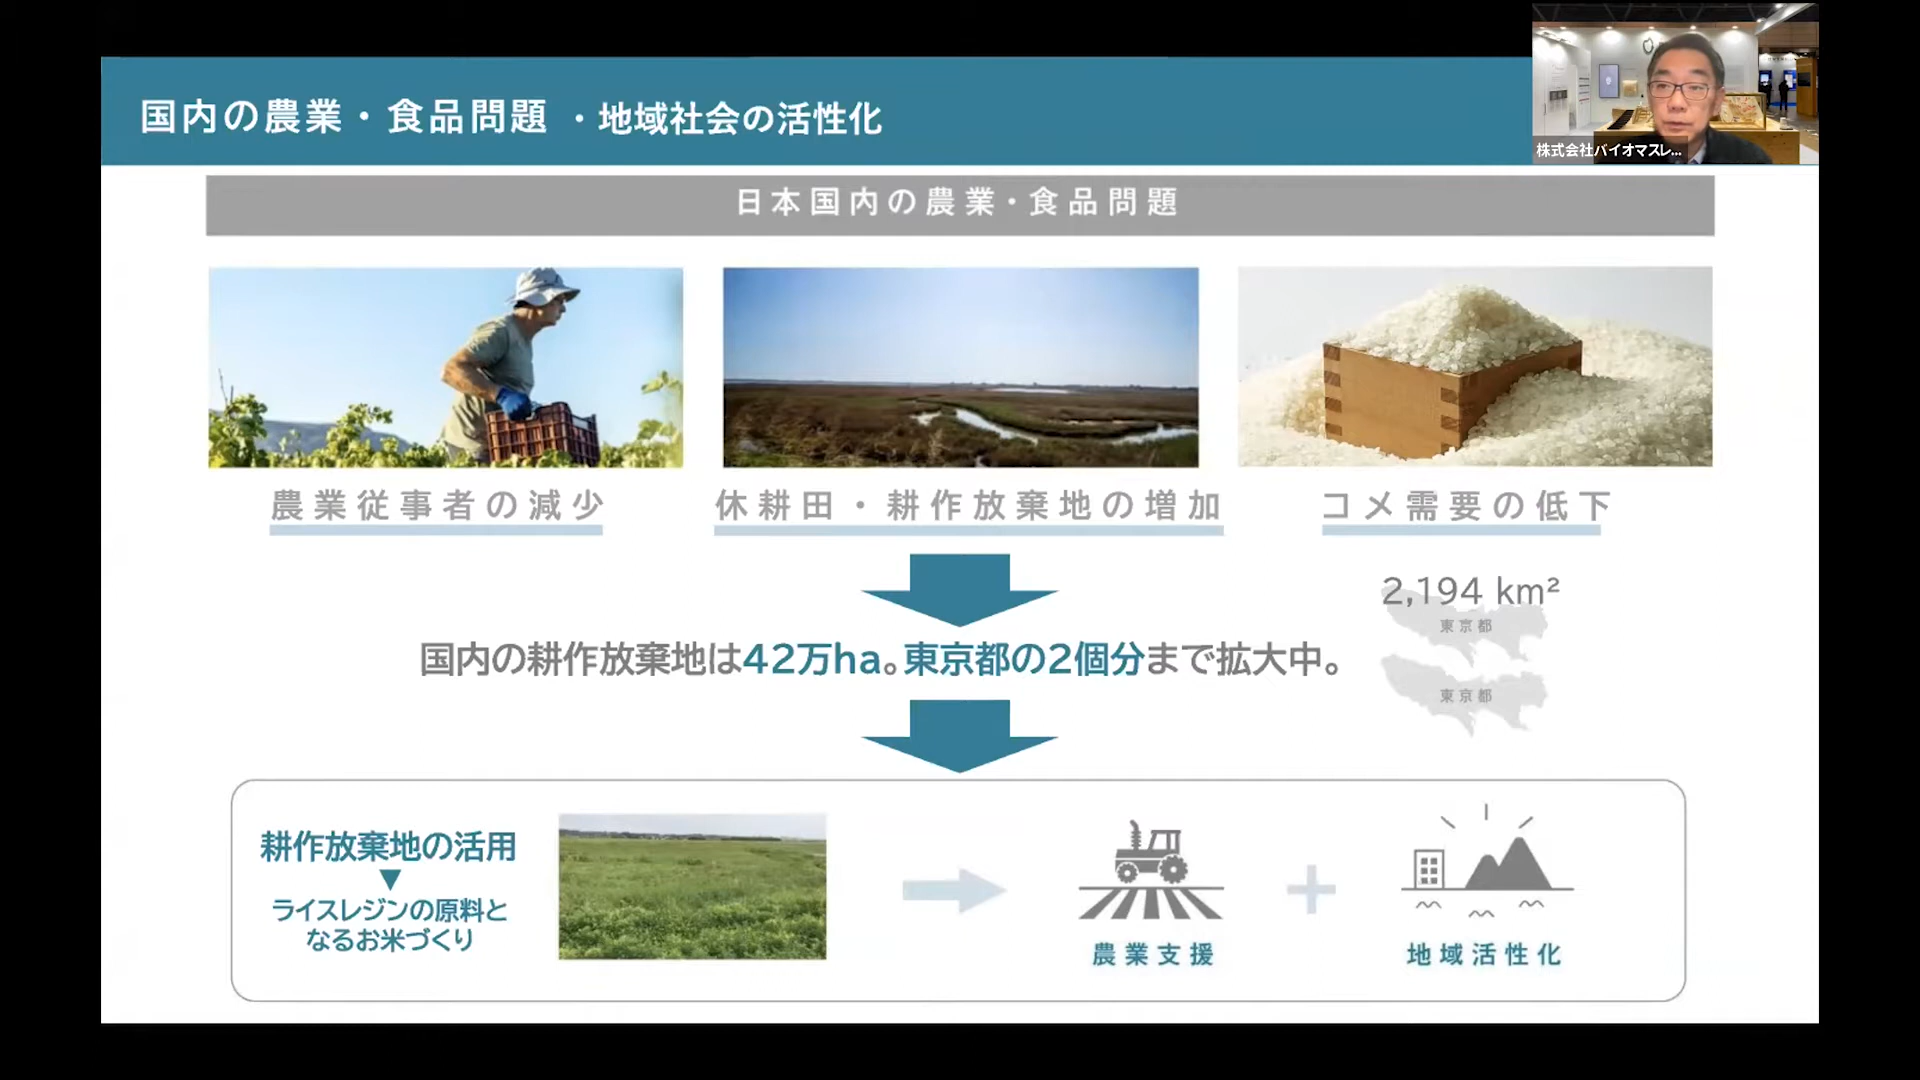 国内の農業・食品問題 ・地域社会の活性化
株式会社バイオマスレ...
日本国内の農業・食品問題
農業従事者の減少
休耕田・耕作放棄地の増加
コメ需要の低下
2,194 km²
東京都
国内の耕作放棄地は42万ha。東京都の2個分まで拡大中。
東京都
耕作放棄地の活用
▼
ライスレジンの原料と
なるお米づくり
農業支援
地域活性化